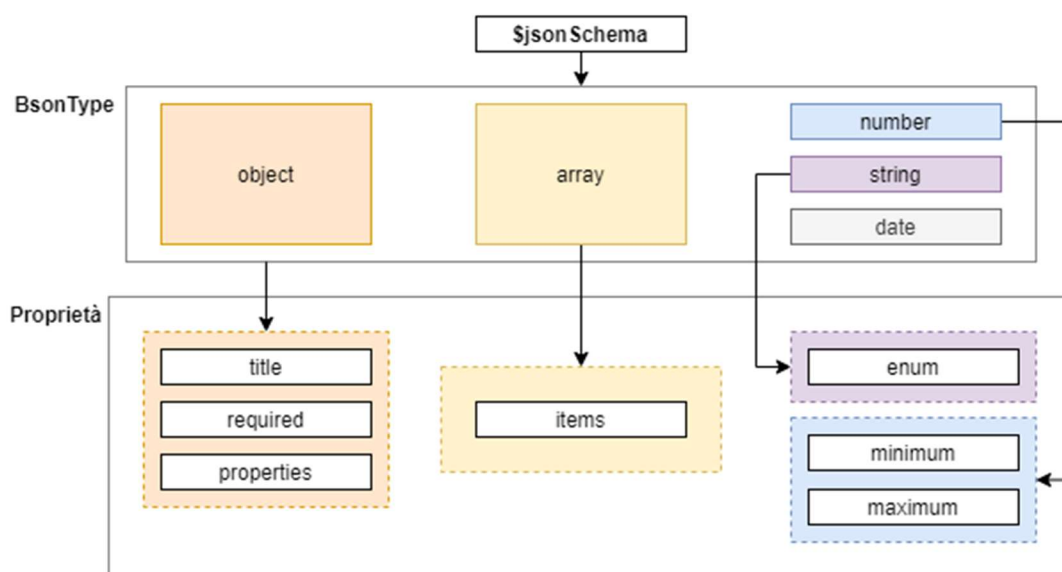 $jsonSchema
BsonType
object
array
number
string
date
Proprietà
title
required
properties
items
enum
minimum
maximum